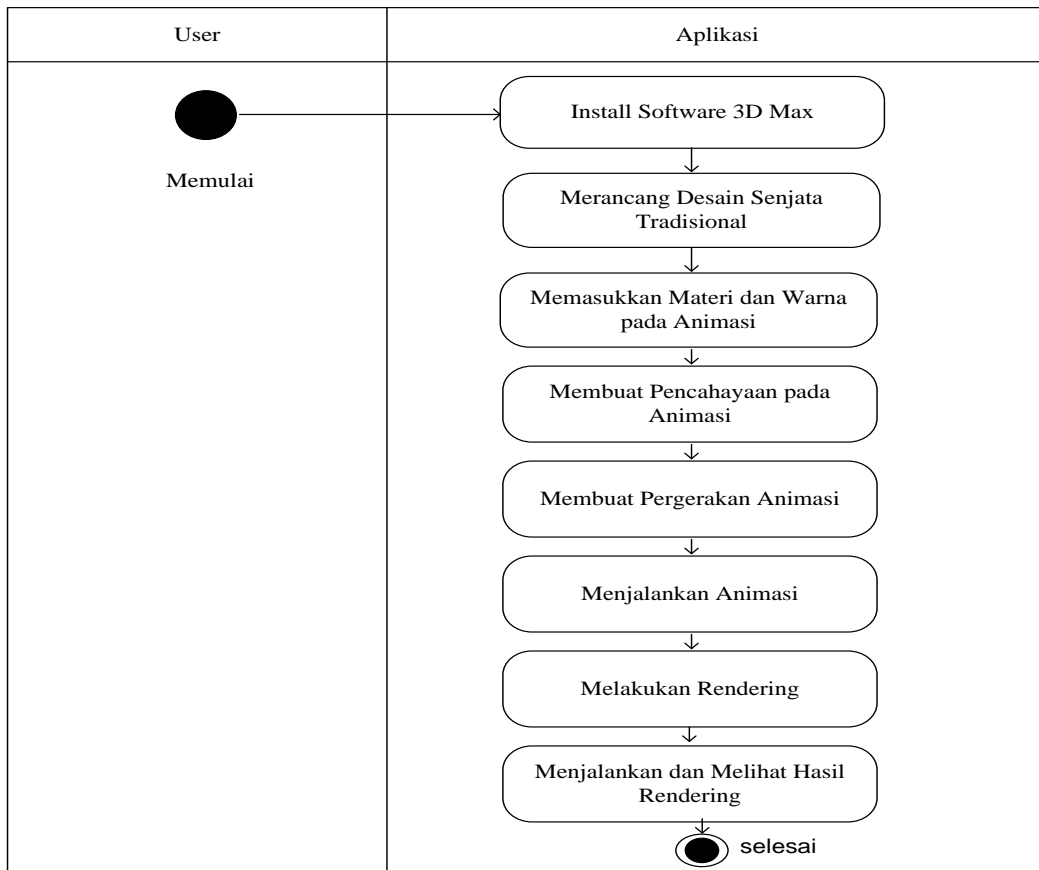 User
Aplikasi
Memulai
Install Software 3D Max
Merancang Desain Senjata
Tradisional
Memasukkan Materi dan Warna
pada Animasi
Membuat Pencahayaan pada
Animasi
Membuat Pergerakan Animasi
Menjalankan Animasi
Melakukan Rendering
Menjalankan dan Melihat Hasil
Rendering
selesai